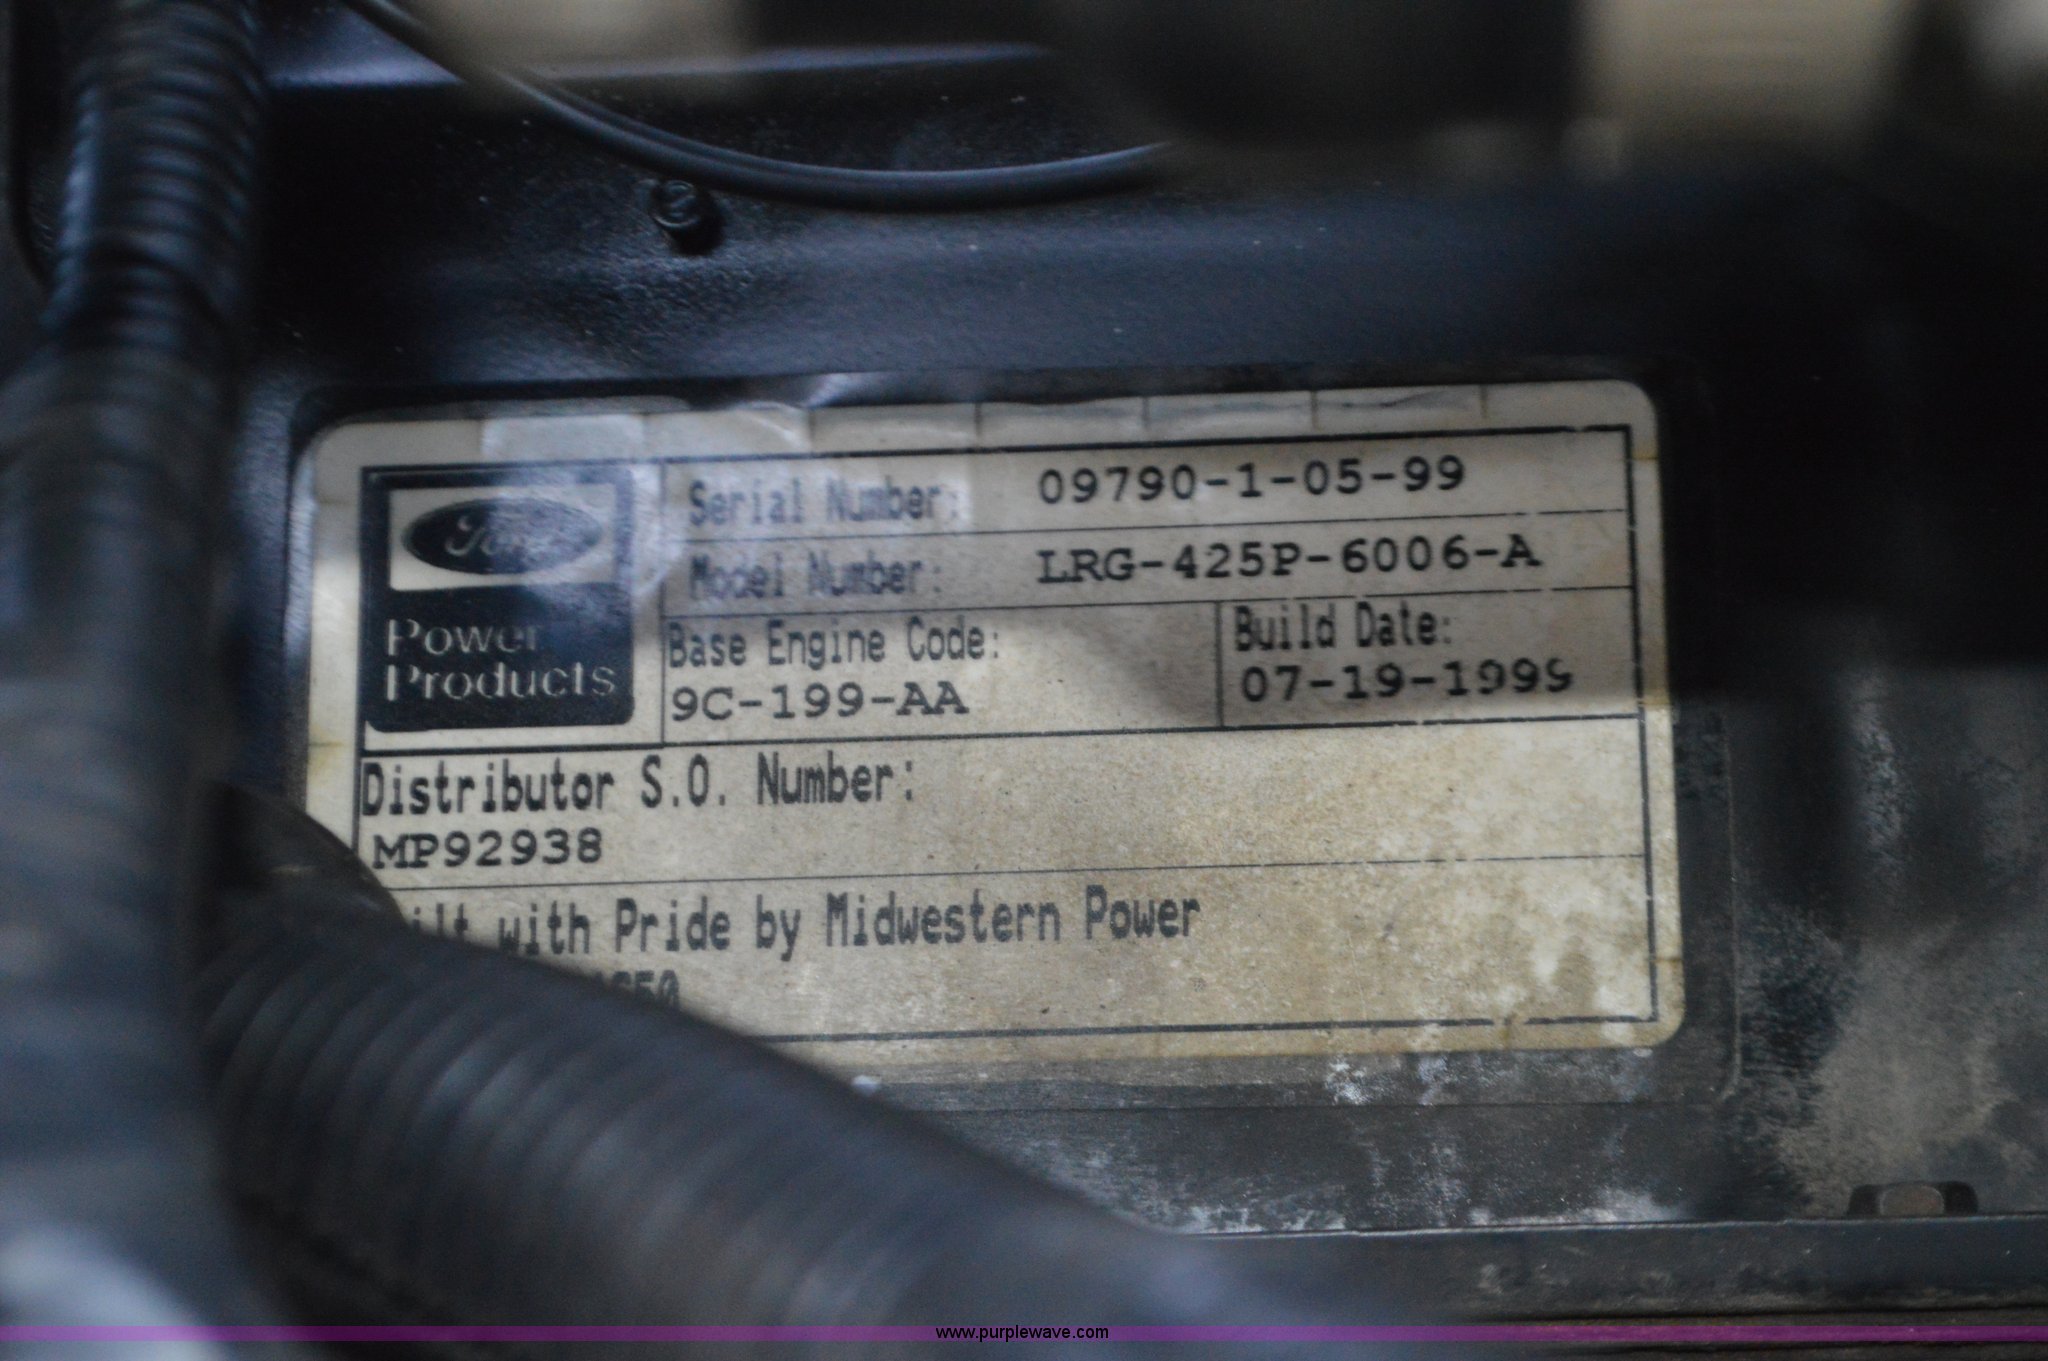 Ford
Power
Products
Serial Number: 09790-1-05-99
Model Number: LRG-425P-6006-A
Base Engine Code:
9C-199-AA
Build Date:
07-19-1999
Distributor S.O. Number:
MP92938
with Pride by Midwestern Power
www.purplewave.com